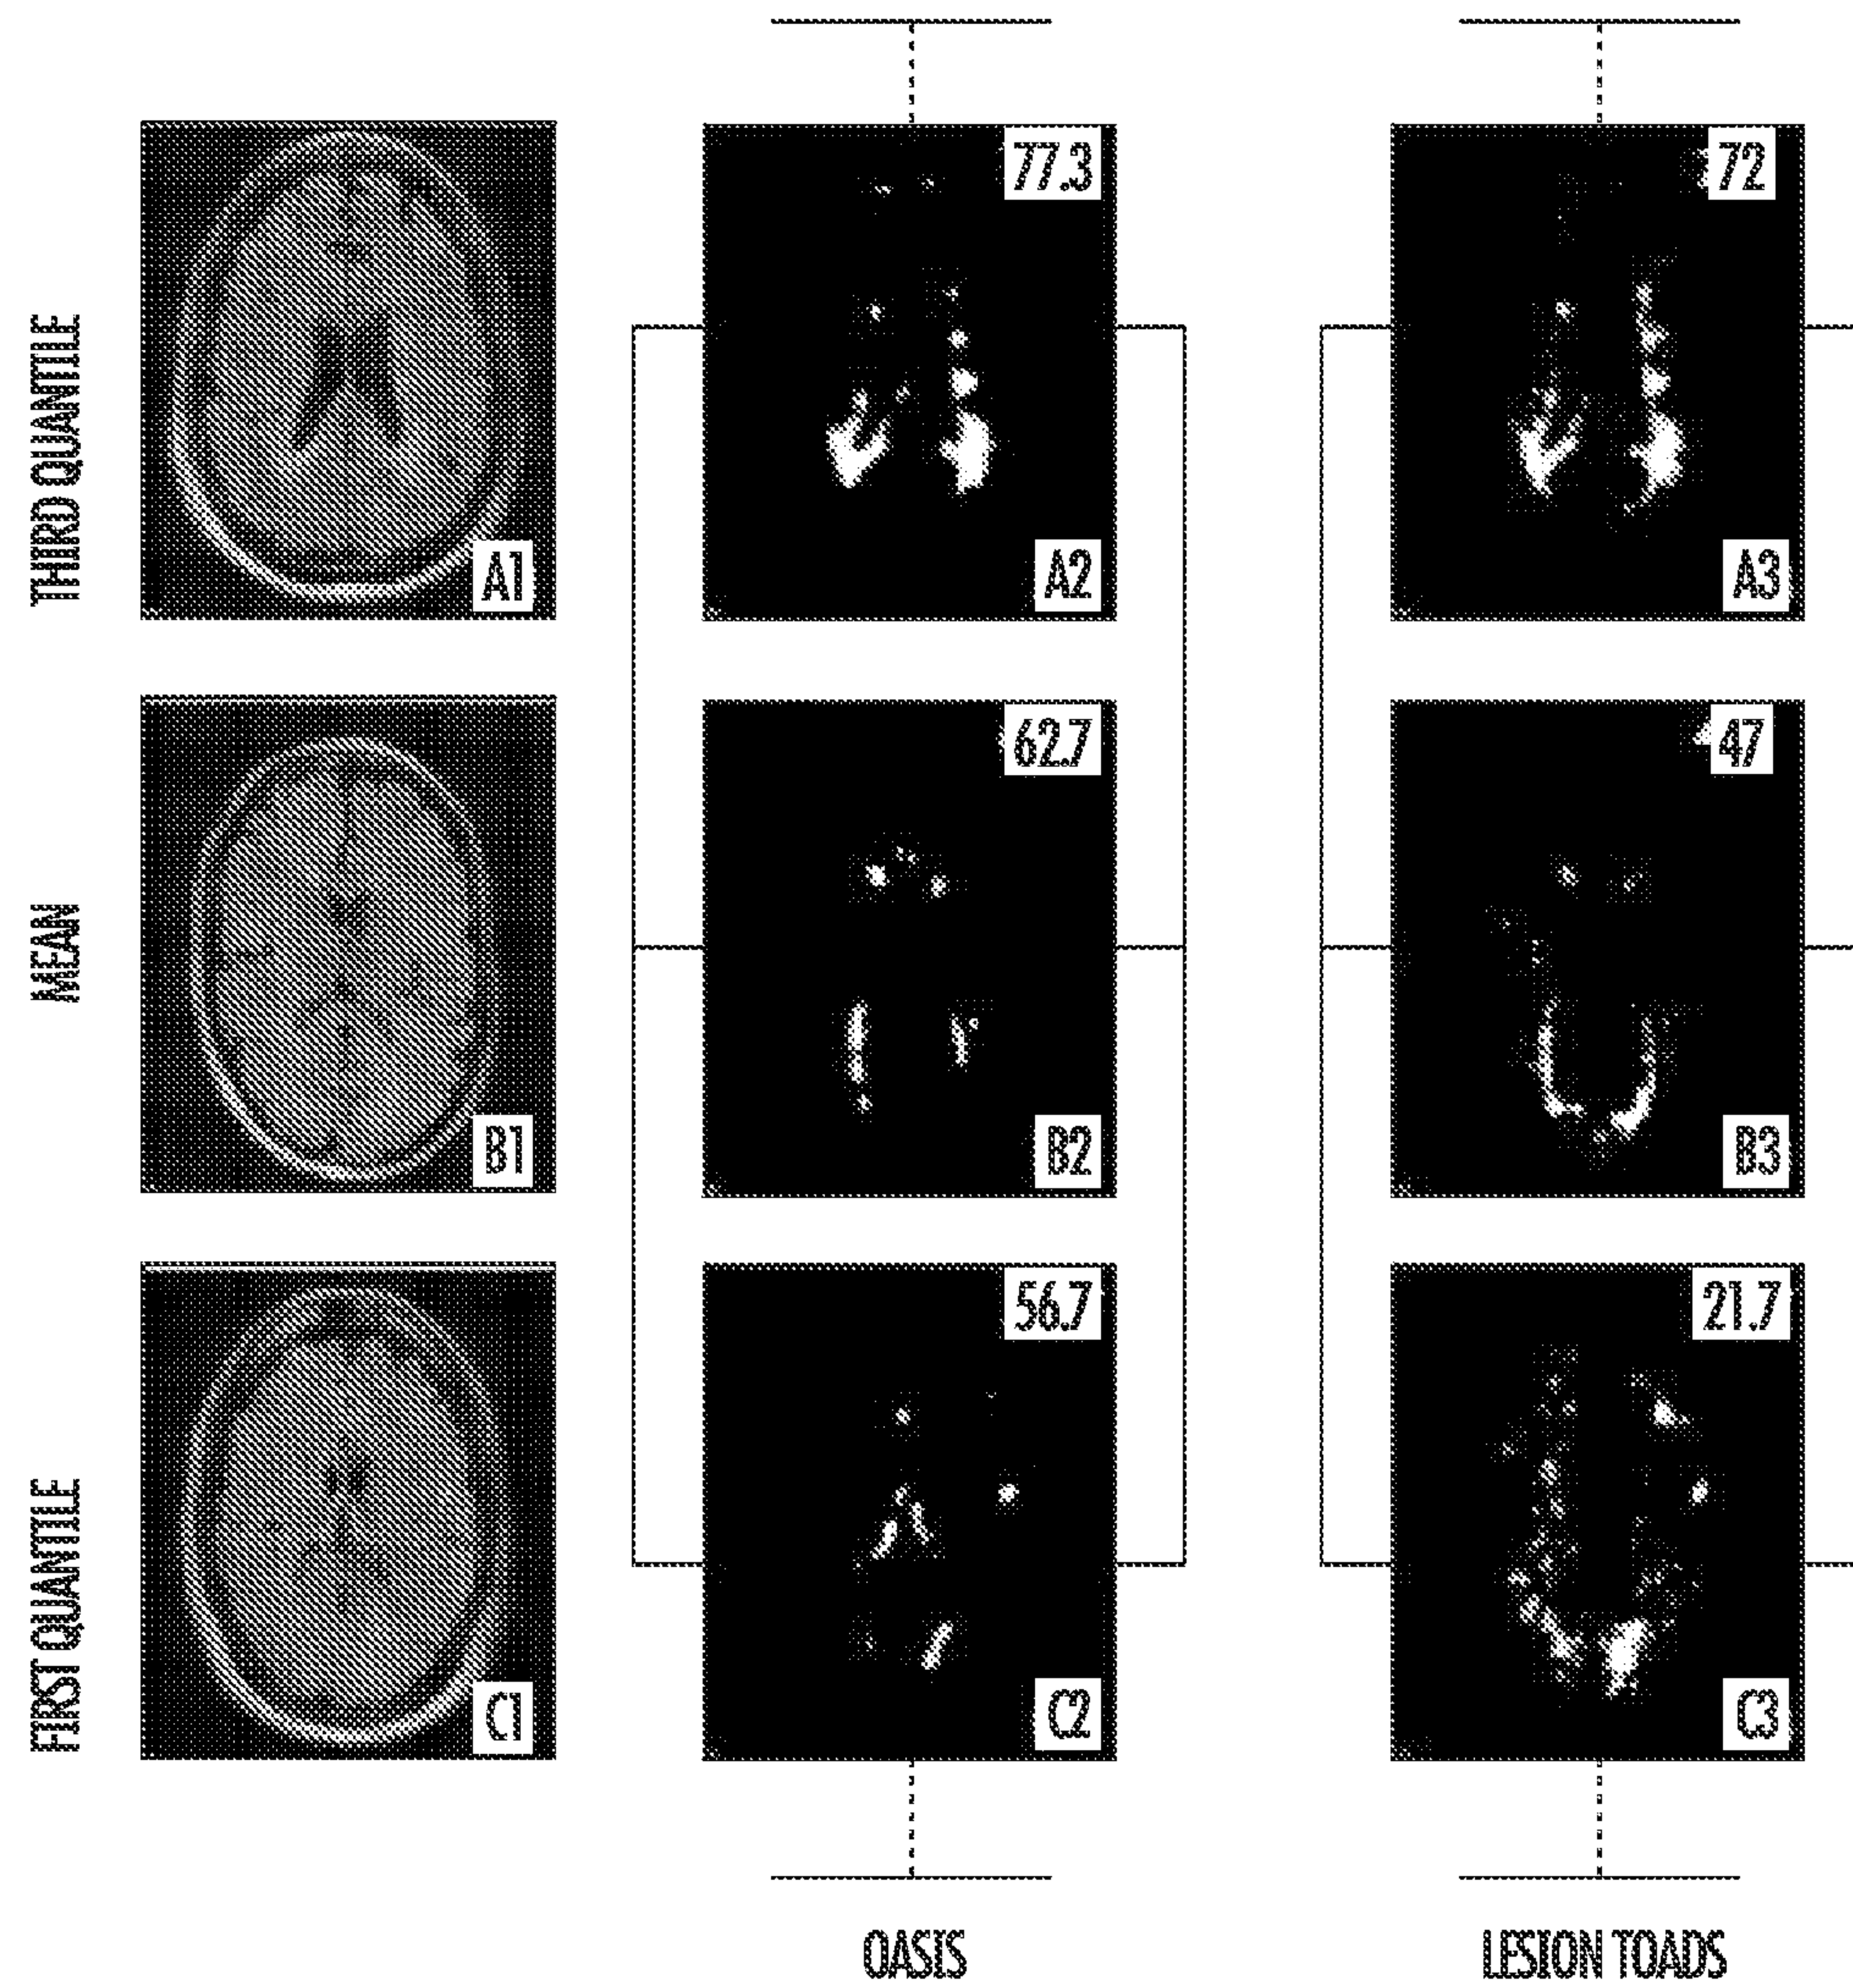 THIRD QUANTILE
A1
77.3
A2
72
A3
MEAN
B1
62.7
B2
47
B3
FIRST QUANTILE
C1
56.7
C2
21.7
C3
OASIS
LESION TOADS